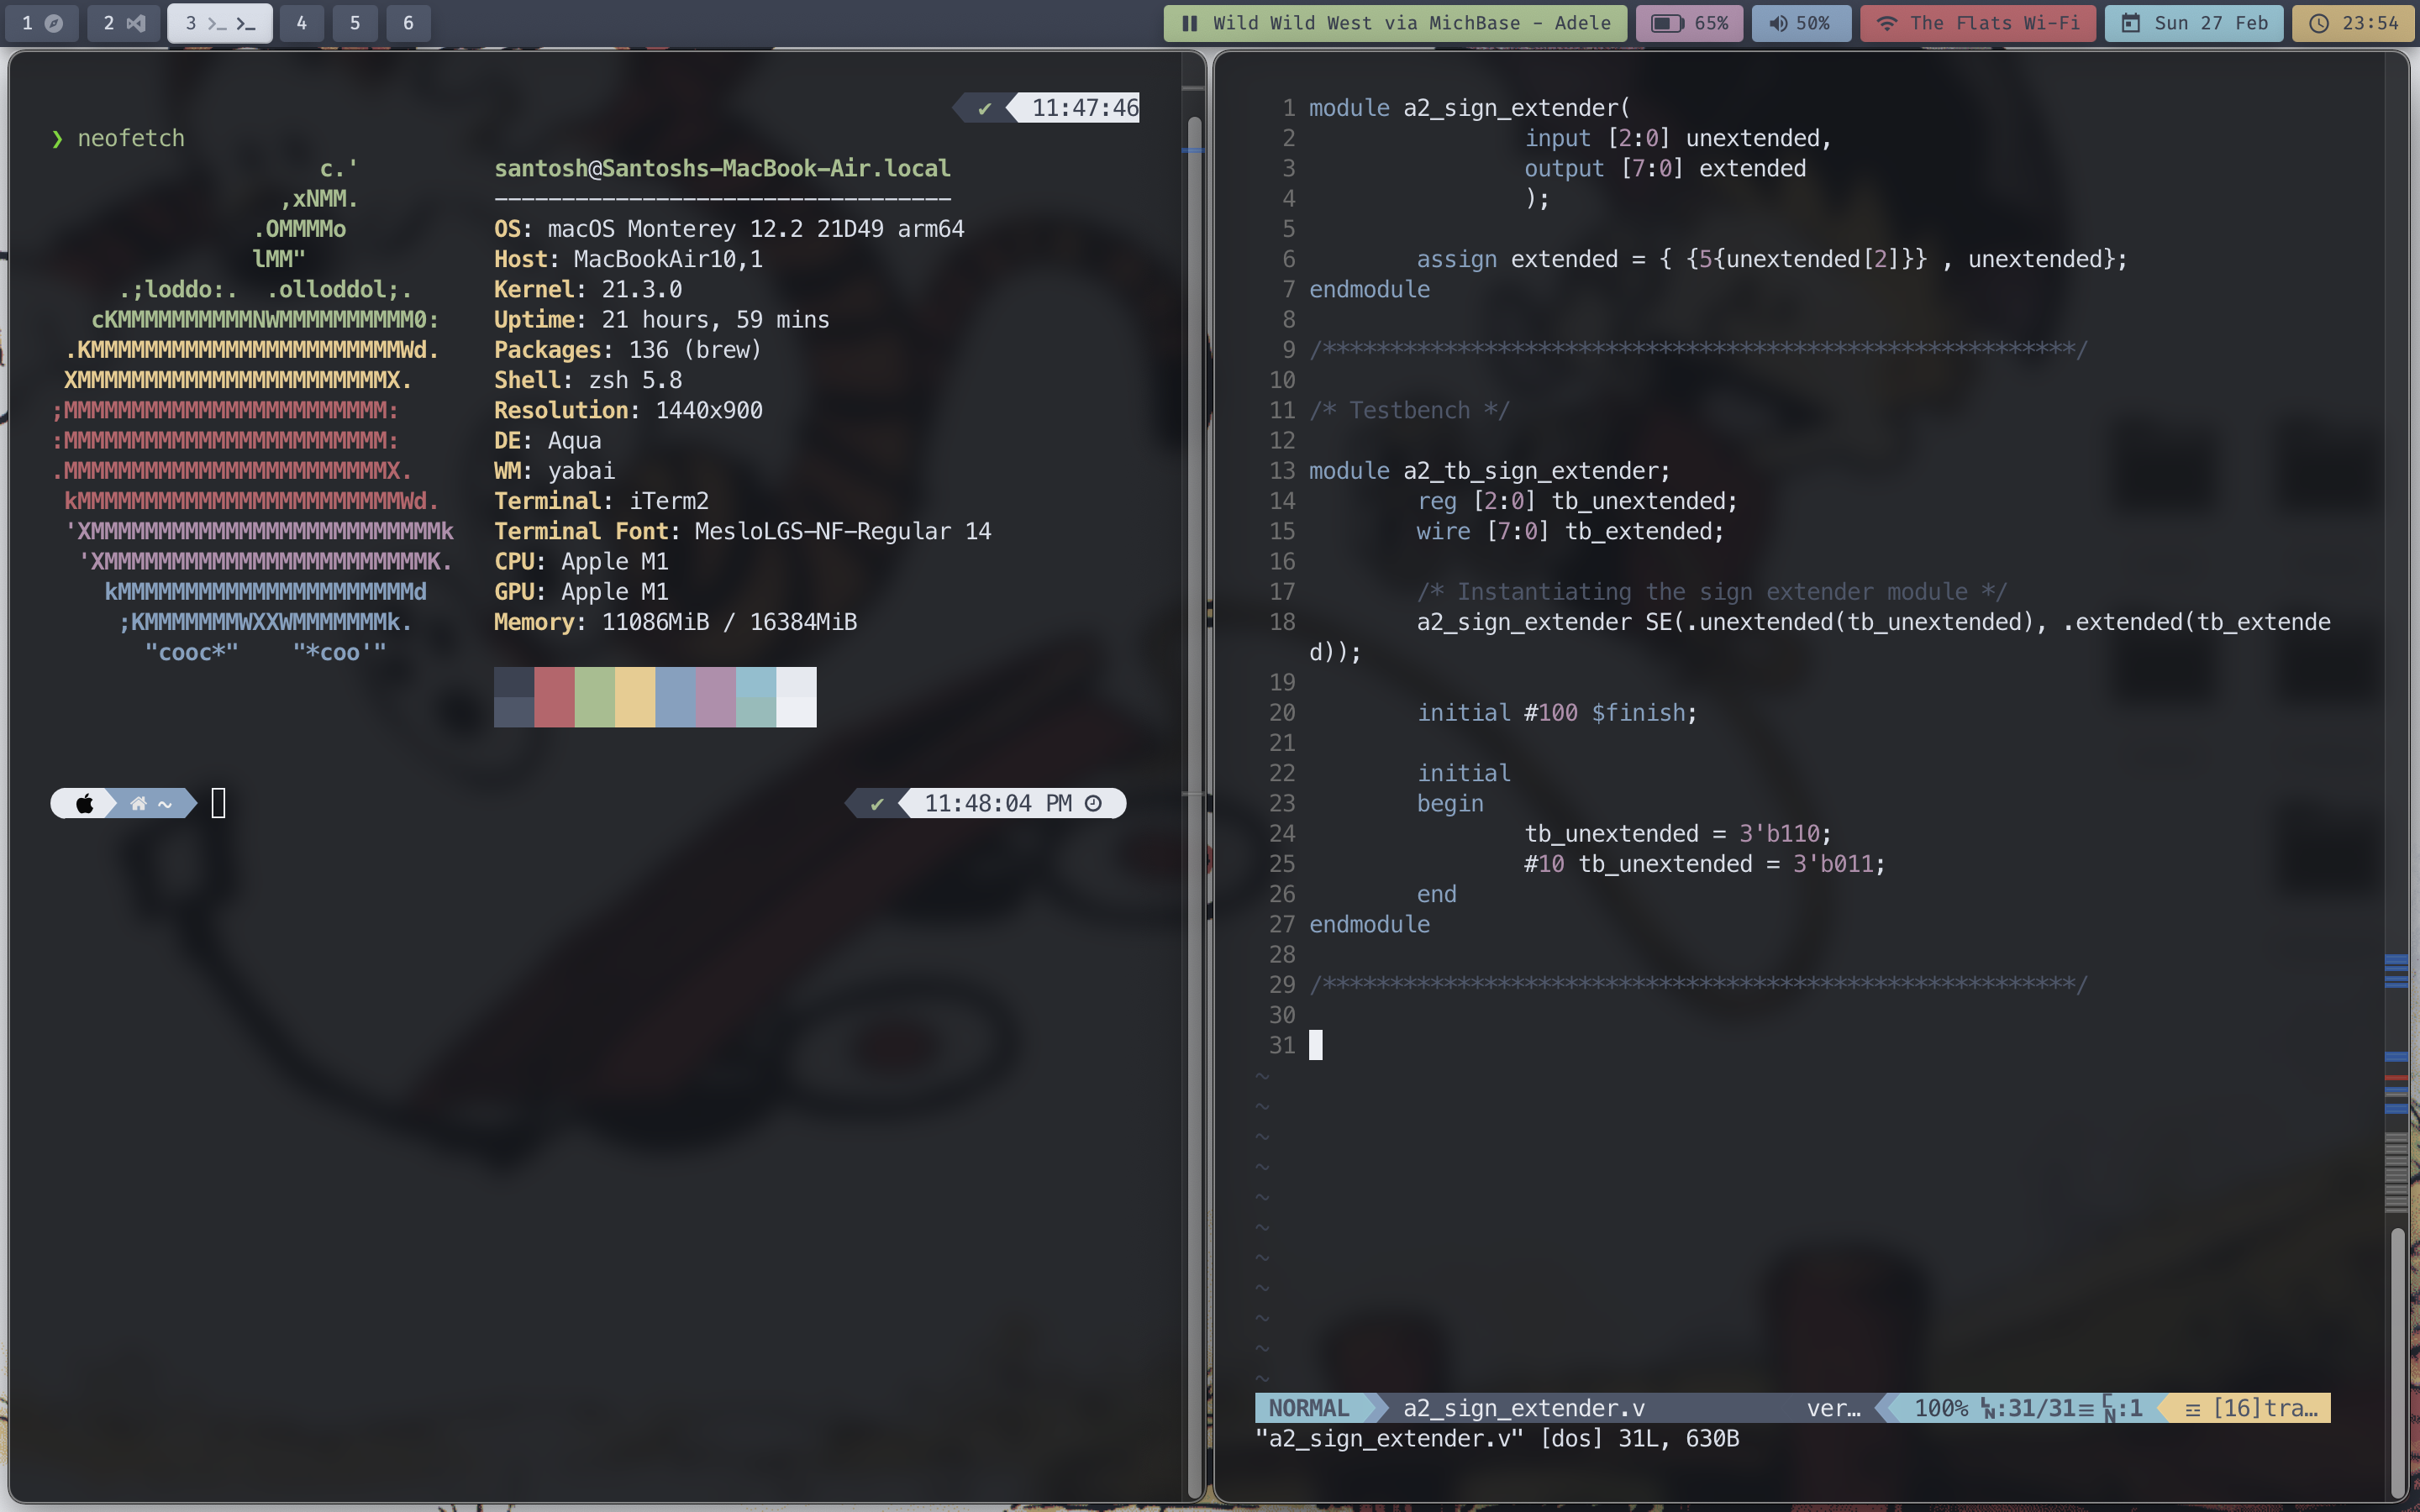 1 2 3 4 5 6 Wild Wild West via MichBase - Adele 65% 50% The Flats Wi-Fi Sun 27 Feb 23:54
✔ 11:47:46
❯ neofetch
c.' santosh@Santoshs-MacBook-Air.local
,xNMM. ----------------------------------
.OMMMMo OS: macOS Monterey 12.2 21D49 arm64
lMM" Host: MacBookAir10,1
.;loddo:. .olloddol;. Kernel: 21.3.0
cKMMMMMMMMMMNWMMMMMMMMMM0: Uptime: 21 hours, 59 mins
.KMMMMMMMMMMMMMMMMMMMMMMMWd. Packages: 136 (brew)
XMMMMMMMMMMMMMMMMMMMMMMMX. Shell: zsh 5.8
;MMMMMMMMMMMMMMMMMMMMMMMM: Resolution: 1440x900
:MMMMMMMMMMMMMMMMMMMMMMMM: DE: Aqua
.MMMMMMMMMMMMMMMMMMMMMMMMX. WM: yabai
kMMMMMMMMMMMMMMMMMMMMMMMMWd. Terminal: iTerm2
'XMMMMMMMMMMMMMMMMMMMMMMMMMMk Terminal Font: MesloLGS-NF-Regular 14
'XMMMMMMMMMMMMMMMMMMMMMMMMK. CPU: Apple M1
kMMMMMMMMMMMMMMMMMMMMMMd GPU: Apple M1
;KMMMMMMMWXXWMMMMMMMk. Memory: 11086MiB / 16384MiB
"cooc*" "*coo'"
~ ✔ 11:48:04 PM
1 module a2_sign_extender(
2 input [2:0] unextended,
3 output [7:0] extended
4 );
5
6 assign extended = { {5{unextended[2]}} , unextended};
7 endmodule
8
9 /********************************************************/
10
11 /* Testbench */
12
13 module a2_tb_sign_extender;
14 reg [2:0] tb_unextended;
15 wire [7:0] tb_extended;
16
17 /* Instantiating the sign extender module */
18 a2_sign_extender SE(.unextended(tb_unextended), .extended(tb_extende
d));
19
20 initial #100 $finish;
21
22 initial
23 begin
24 tb_unextended = 3'b110;
25 #10 tb_unextended = 3'b011;
26 end
27 endmodule
28
29 /********************************************************/
30
31
~
~
~
~
~
~
~
~
~
~
~
NORMAL a2_sign_extender.v ver… 100% ㏑:31/31≡㏑:1 ☲ [16]tra…
"a2_sign_extender.v" [dos] 31L, 630B